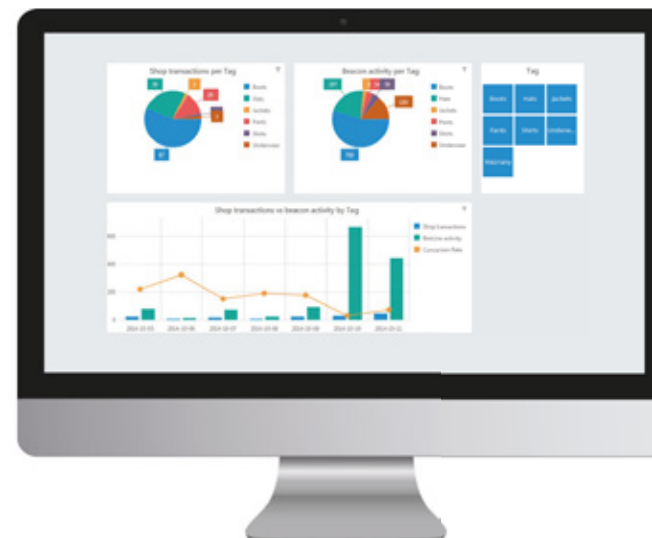 Shop transactions per Tag
Boots
Hats
Jackets
Pants
Shirts
Underwear
Beacon activity per Tag
Boots
Hats
Jackets
Pants
Shirts
Underwear
Tag
Boots
Hats
Jackets
Pants
Shirts
Underwe...
Shop transactions vs beacon activity by Tag
Shop transactions
Beacon activity
Conversion Rate
600
400
200
0
2014-10-03
2014-10-06
2014-10-07
2014-10-08
2014-10-09
2014-10-10
2014-10-11